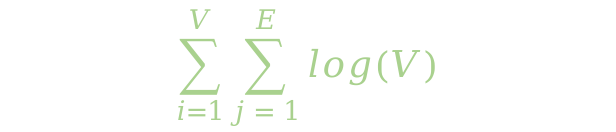 V E
∑ ∑ log(V)
i=1 j = 1